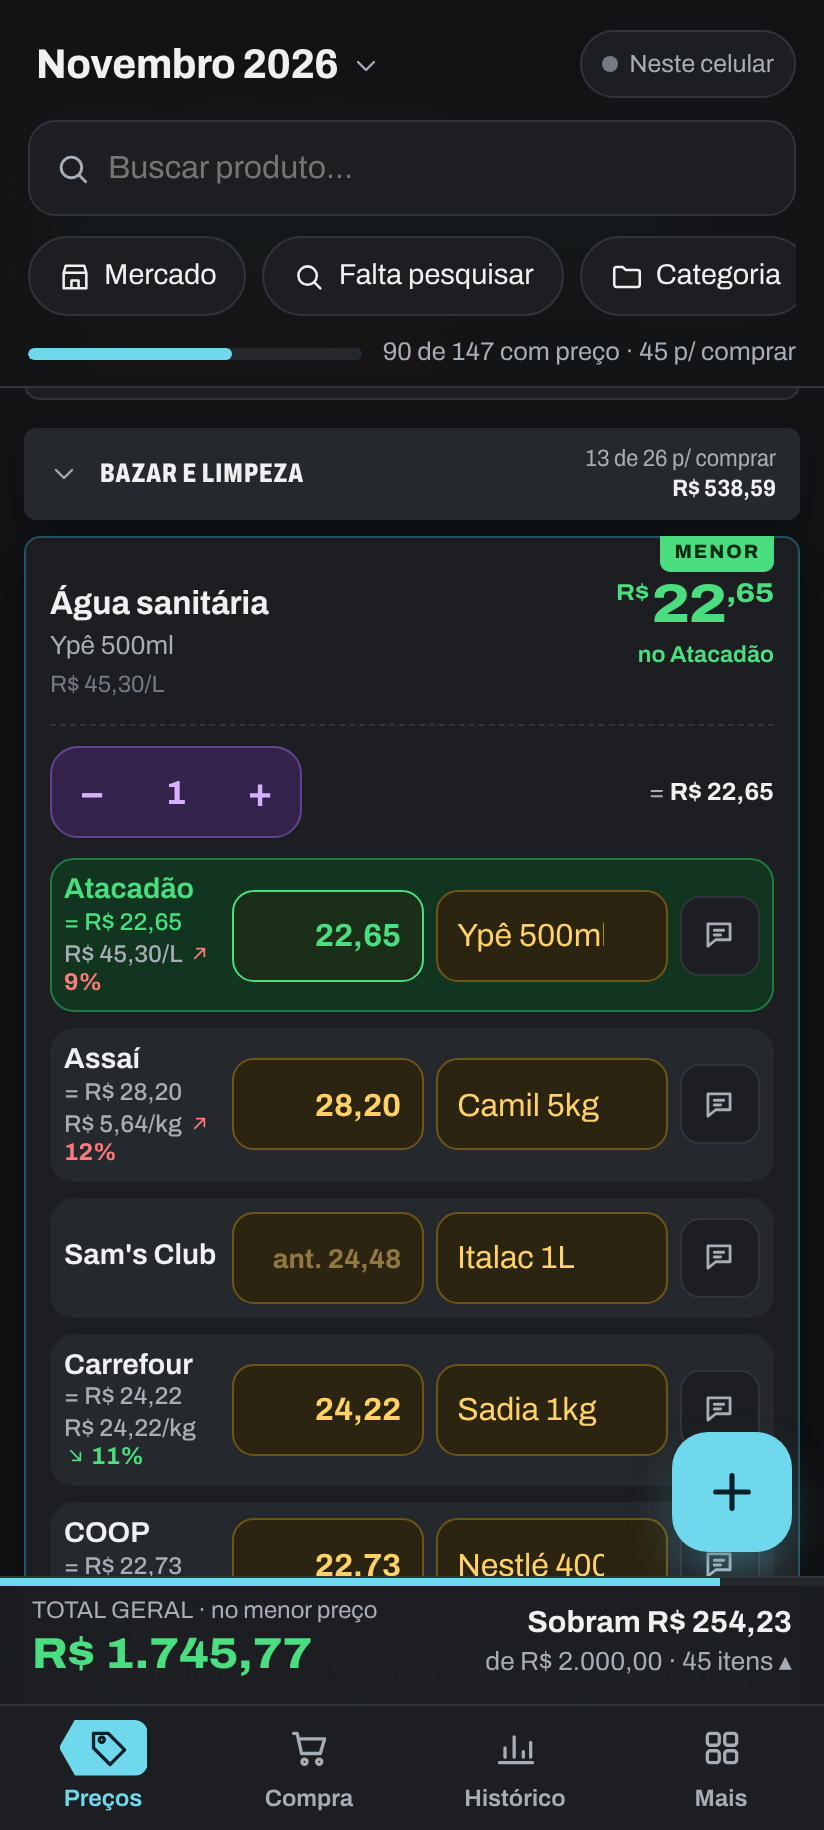 Novembro 2026
Neste celular
Buscar produto...
Mercado
Falta pesquisar
Categoria
90 de 147 com preço · 45 p/ comprar
BAZAR E LIMPEZA
13 de 26 p/ comprar
R$ 538,59
MENOR
Água sanitária
R$ 22,65
Ypê 500ml
no Atacadão
R$ 45,30/L
− 1 +
= R$ 22,65
Atacadão
= R$ 22,65
R$ 45,30/L ↗
9%
22,65
Ypê 500ml
Assaí
= R$ 28,20
R$ 5,64/kg ↗
12%
28,20
Camil 5kg
Sam's Club
ant. 24,48
Italac 1L
Carrefour
= R$ 24,22
R$ 24,22/kg
↘ 11%
24,22
Sadia 1kg
+
COOP
= R$ 22,73
22,73
Nestlé 400
TOTAL GERAL · no menor preço
R$ 1.745,77
Sobram R$ 254,23
de R$ 2.000,00 · 45 itens ▴
Preços
Compra
Histórico
Mais